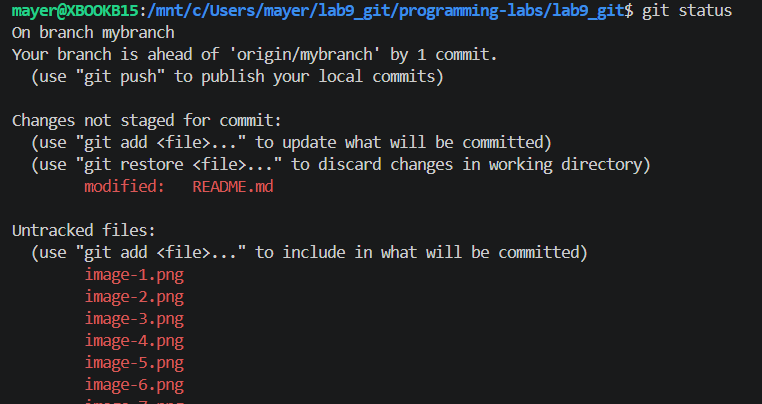 mayer@XBOOKB15:/mnt/c/Users/mayer/lab9_git/programming-labs/lab9_git$ git status
On branch mybranch
Your branch is ahead of 'origin/mybranch' by 1 commit.
  (use "git push" to publish your local commits)

Changes not staged for commit:
  (use "git add <file>..." to update what will be committed)
  (use "git restore <file>..." to discard changes in working directory)
        modified:   README.md

Untracked files:
  (use "git add <file>..." to include in what will be committed)
        image-1.png
        image-2.png
        image-3.png
        image-4.png
        image-5.png
        image-6.png